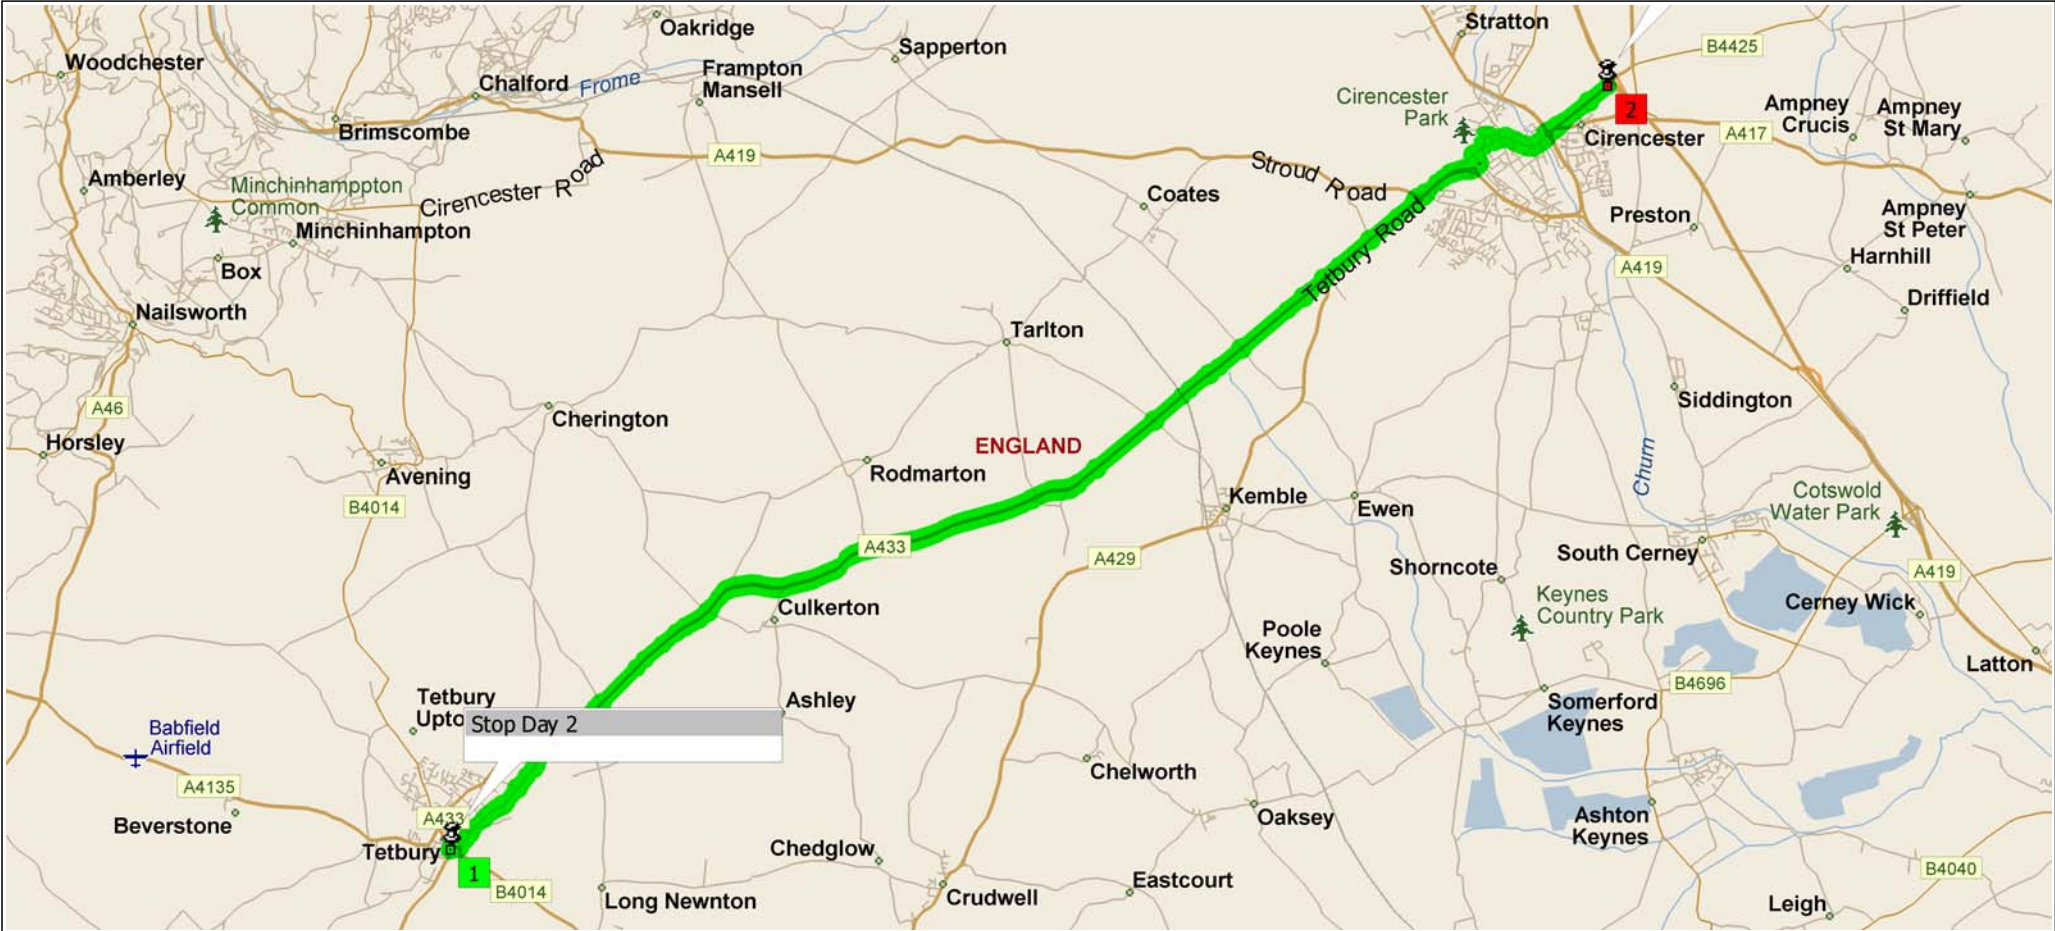 Oakridge
Stratton
Sapperton
B4425
Woodchester
Frampton
Mansell
Chalford
Frome
Cirencester
Park
2
Ampney
Crucis
Ampney
St Mary
Brimscombe
Cirencester
A417
A419
Stroud Road
Cirencester Road
Amberley
Minchinhamppton
Common
Coates
Tetbury Road
Preston
Ampney
St Peter
Minchinhampton
Box
A419
Harnhill
Nailsworth
Driffield
Tarlton
A46
Cherington
Siddington
Horsley
ENGLAND
Rodmarton
Churn
Avening
B4014
Kemble
Ewen
Cotswold
Water Park
A433
A429
South Cerney
Shorncote
A419
Keynes
Country Park
Cerney Wick
Culkerton
Poole
Keynes
Latton
B4696
Tetbury
Upto
Ashley
Somerford
Keynes
Stop Day 2
Babfield
Airfield
Chelworth
A4135
Beverstone
A433
Oaksey
Ashton
Keynes
Tetbury
1
Chedglow
B4014
Long Newnton
Crudwell
Eastcourt
B4040
Leigh